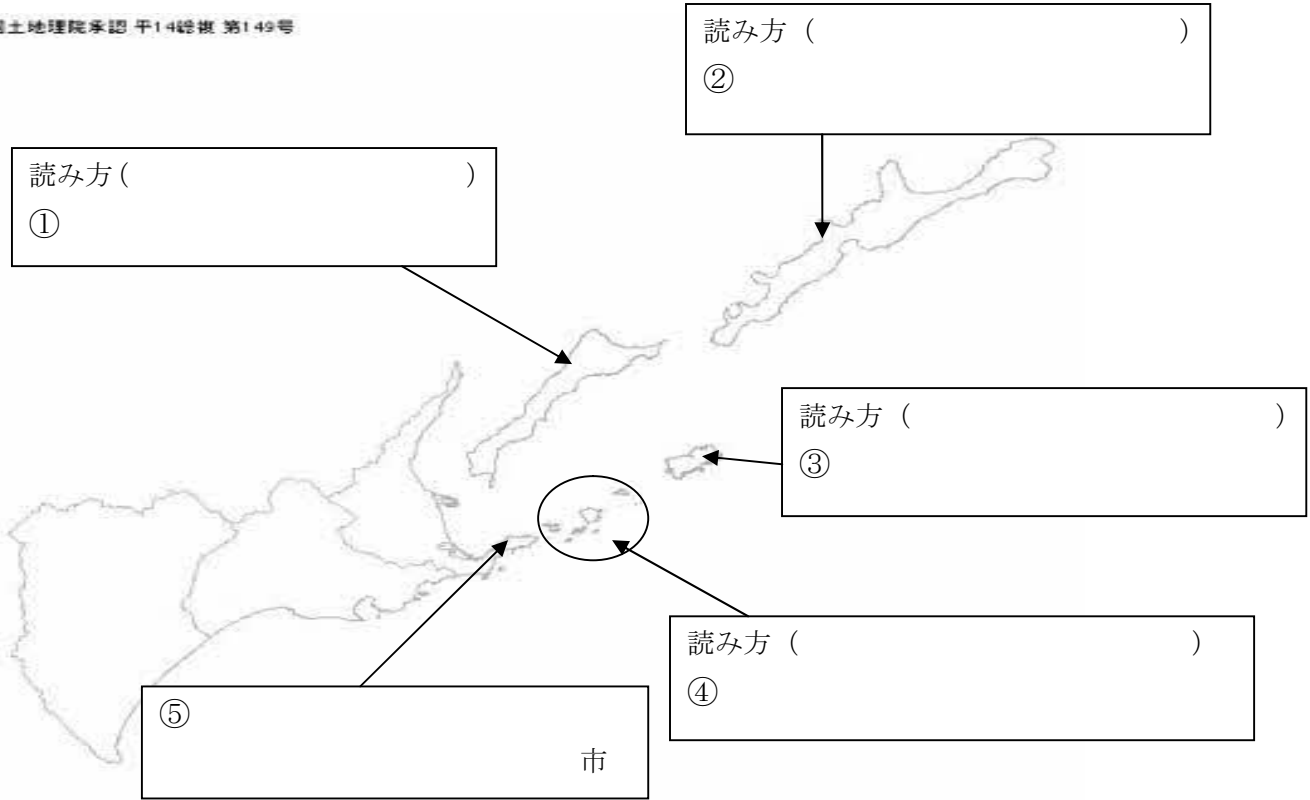 国土地理院承認 平14総複 第149号
読み方（ ）
②
読み方（ ）
①
読み方（ ）
③
読み方（ ）
④
⑤
市